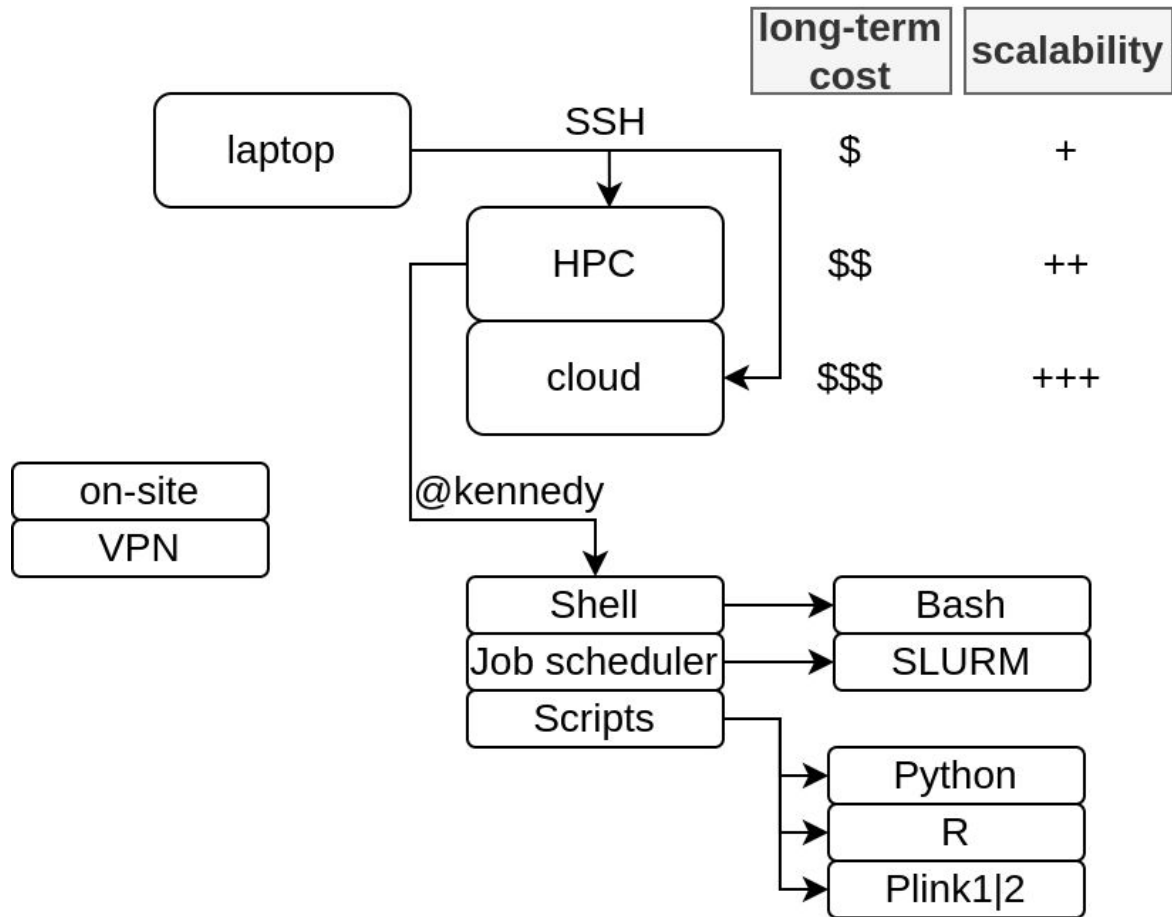 long-term
cost
scalability
laptop
SSH
$
+
HPC
$$
++
cloud
$$$
+++
on-site
VPN
@kennedy
Shell
Bash
Job scheduler
SLURM
Scripts
Python
R
Plink1|2